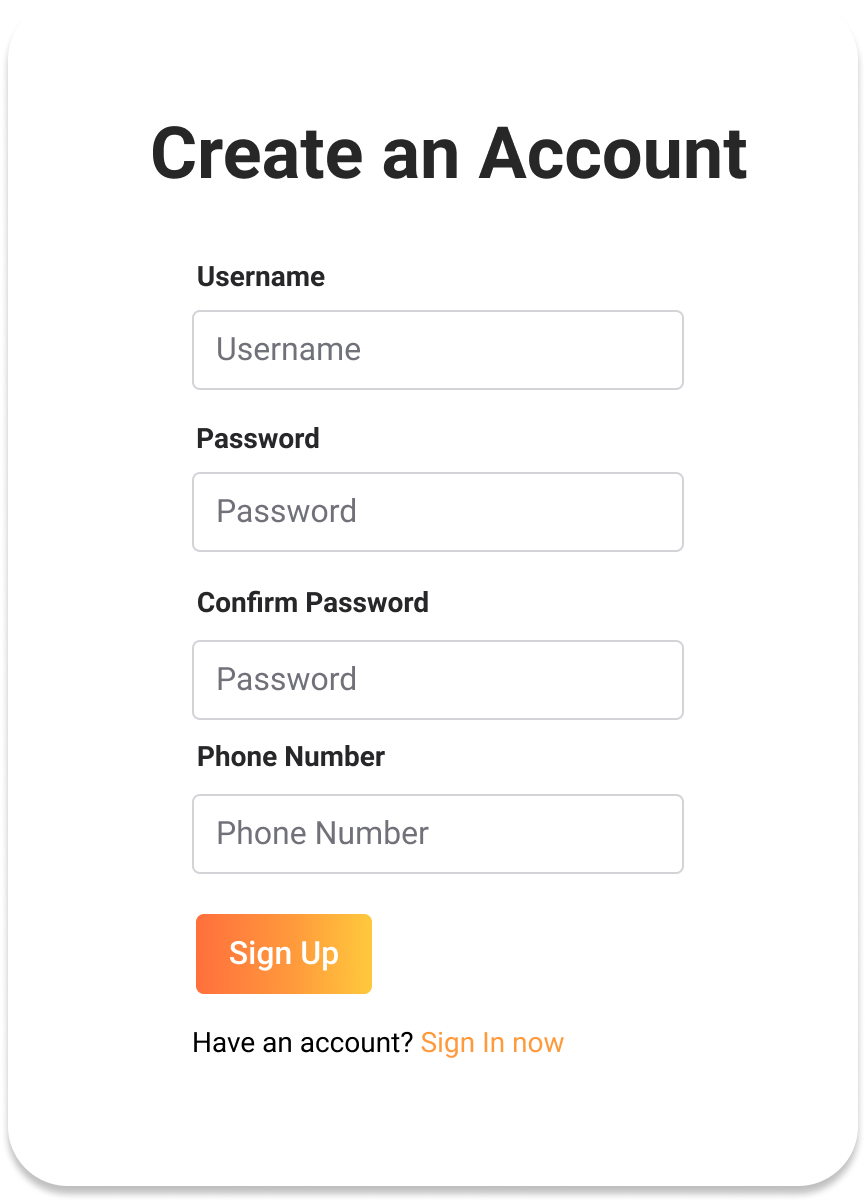 Create an Account
Username
Username
Password
Password
Confirm Password
Password
Phone Number
Phone Number
Sign Up
Have an account? Sign In now